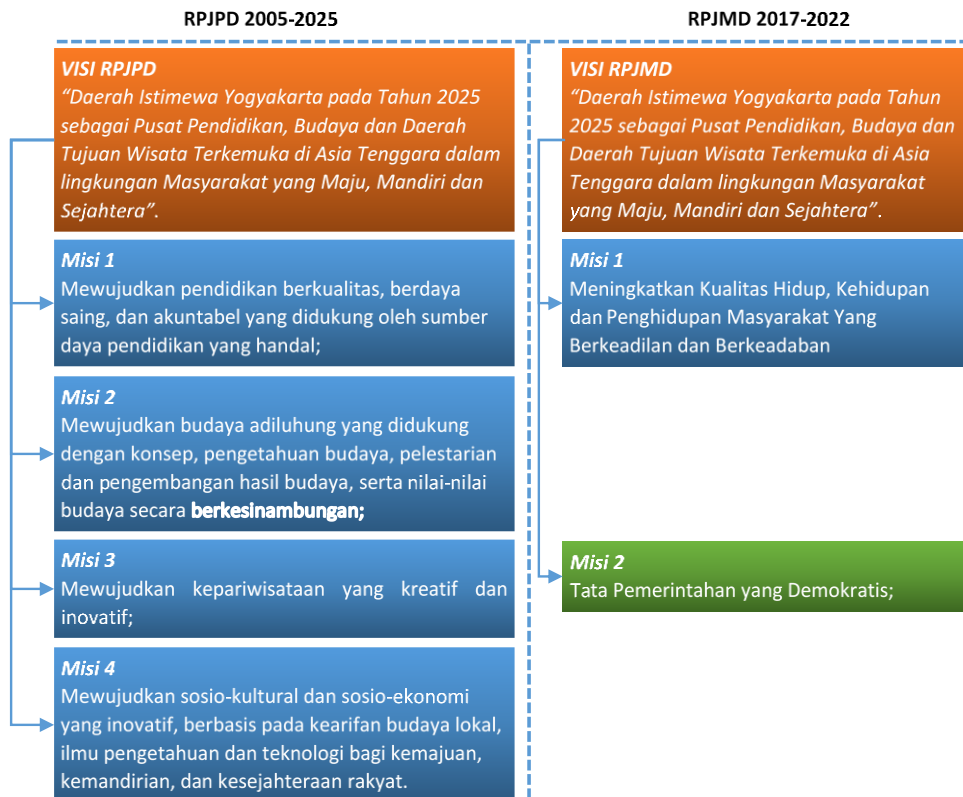 RPJPD 2005-2025
VISI RPJPD
“Daerah Istimewa Yogyakarta pada Tahun 2025
sebagai Pusat Pendidikan, Budaya dan Daerah
Tujuan Wisata Terkemuka di Asia Tenggara dalam
lingkungan Masyarakat yang Maju, Mandiri dan
Sejahtera”.
Misi 1
Mewujudkan pendidikan berkualitas, berdaya
saing, dan akuntabel yang didukung oleh sumber
daya pendidikan yang handal;
Misi 2
Mewujudkan budaya adiluhung yang didukung
dengan konsep, pengetahuan budaya, pelestarian
dan pengembangan hasil budaya, serta nilai-nilai
budaya secara berkesinambungan;
Misi 3
Mewujudkan kepariwisataan yang kreatif dan
inovatif;
Misi 4
Mewujudkan sosio-kultural dan sosio-ekonomi
yang inovatif, berbasis pada kearifan budaya lokal,
ilmu pengetahuan dan teknologi bagi kemajuan,
kemandirian, dan kesejahteraan rakyat.
RPJMD 2017-2022
VISI RPJMD
“Daerah Istimewa Yogyakarta pada Tahun
2025 sebagai Pusat Pendidikan, Budaya dan
Daerah Tujuan Wisata Terkemuka di Asia
Tenggara dalam lingkungan Masyarakat
yang Maju, Mandiri dan Sejahtera”.
Misi 1
Meningkatkan Kualitas Hidup, Kehidupan
dan Penghidupan Masyarakat Yang
Berkeadilan dan Berkeadaban
Misi 2
Tata Pemerintahan yang Demokratis;